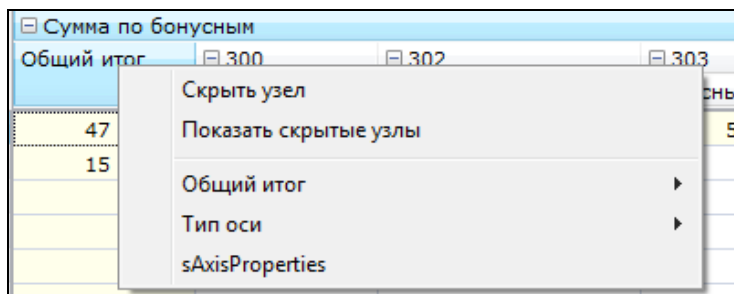 Сумма по бонусным
Общий итог 300 302 303
Скрыть узел
47 Показать скрытые узлы 5
15
Общий итог
Тип оси
sAxisProperties